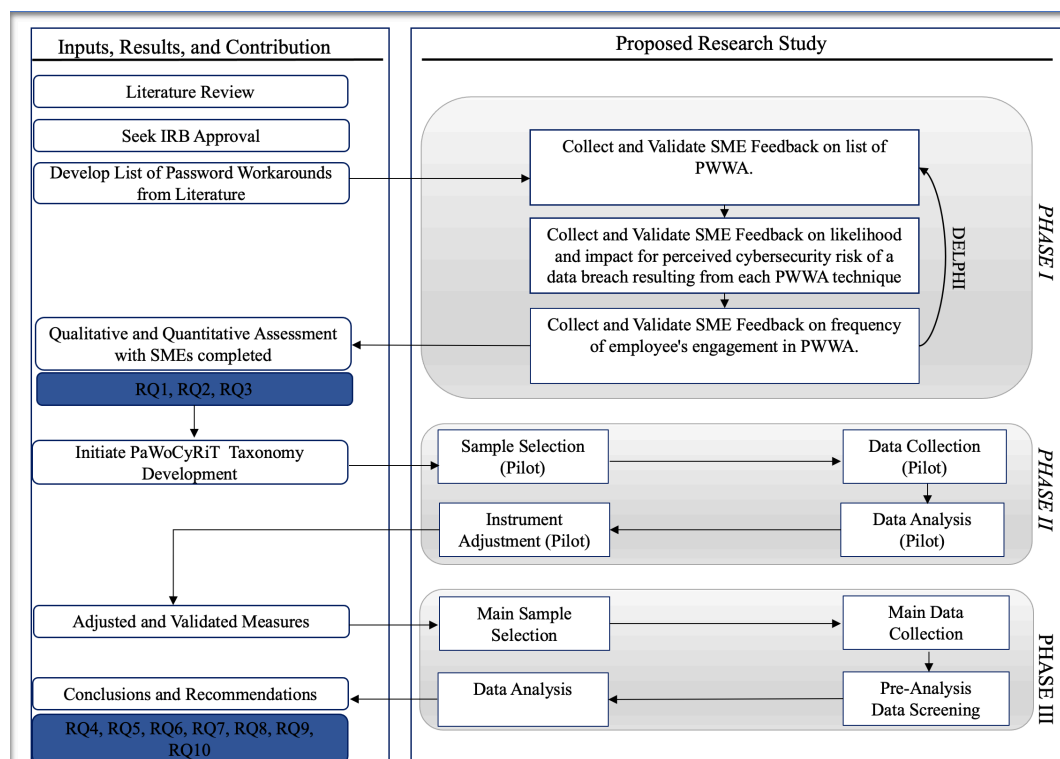 Inputs, Results, and Contribution
Literature Review
Seek IRB Approval
Develop List of Password Workarounds
from Literature
Qualitative and Quantitative Assessment
with SMEs completed
RQ1, RQ2, RQ3
Initiate PaWoCyRiT Taxonomy
Development
Adjusted and Validated Measures
Conclusions and Recommendations
RQ4, RQ5, RQ6, RQ7, RQ8, RQ9,
RQ10
Proposed Research Study
Collect and Validate SME Feedback on list of
PWWA.
Collect and Validate SME Feedback on likelihood
and impact for perceived cybersecurity risk of
a data breach resulting from each PWWA technique
Collect and Validate SME Feedback on frequency
of employee's engagement in PWWA.
DELPHI
PHASE I
Sample Selection
(Pilot)
Data Collection
(Pilot)
Instrument
Adjustment (Pilot)
Data Analysis
(Pilot)
PHASE II
Main Sample
Selection
Main Data
Collection
Data Analysis
Pre-Analysis
Data Screening
PHASE III